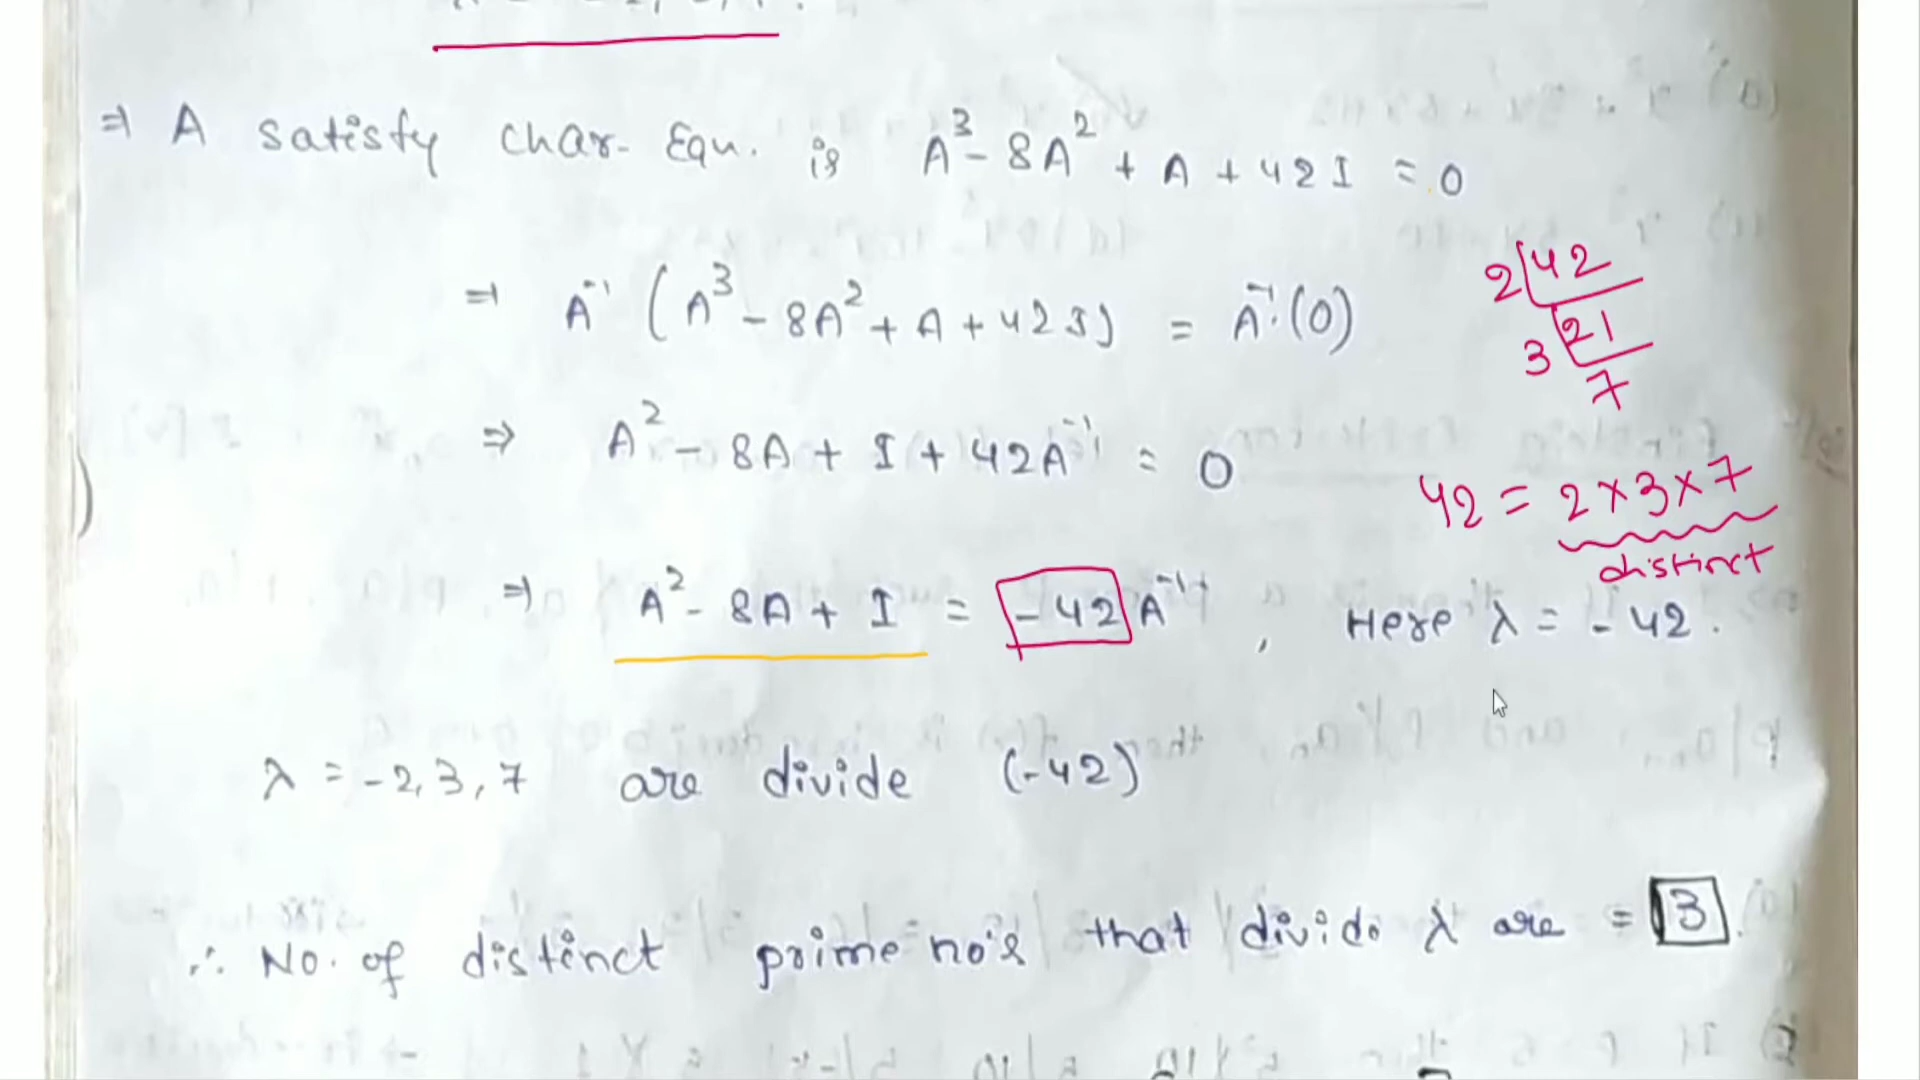 ⇒ A satisfy char. Eqn. is A³ - 8A² + A + 42I = 0
⇒ A⁻¹ (A³ - 8A² + A + 42I) = A⁻¹.(0)
2 | 42
3 | 21
7
⇒ A² - 8A + I + 42A⁻¹ = 0
42 = 2 x 3 x 7
distinct
⇒ A² - 8A + I = -42 A⁻¹, Here λ = -42.
λ = -2, 3, 7 are divide (-42)
∴ No. of distinct prime no's that divide λ are = 3.